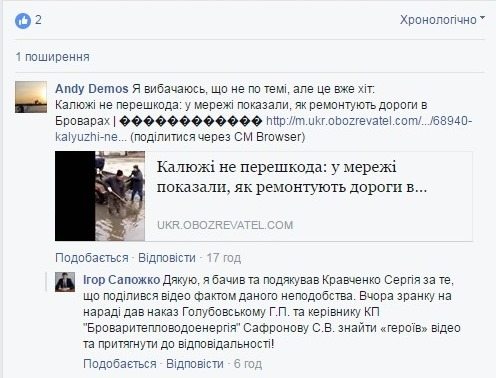 2
Хронологічно
1 поширення
Andy Demos Я вибачаюсь, що не по темі, але це вже хіт:
Калюжі не перешкода: у мережі показали, як ремонтують дороги в
Броварах | ������������� http://m.ukr.obozrevatel.com/.../68940-
kalyuzhi-ne... (поділитися через CM Browser)
Калюжі не перешкода: у мережі
показали, як ремонтують дороги в...
UKR.OBOZREVATEL.COM
Подобається · Відповісти · 17 год
Ігор Сапожко Дякую, я бачив та подякував Кравченко Сергія за те,
що поділився відео фактом даного неподобства. Вчора зранку на
нараді дав наказ Голубовському Г.П. та керівнику КП
"Броваритепловодоенергія" Сафронову С.В. знайти «героїв» відео
та притягнути до відповідальності!
Подобається · Відповісти · 6 год